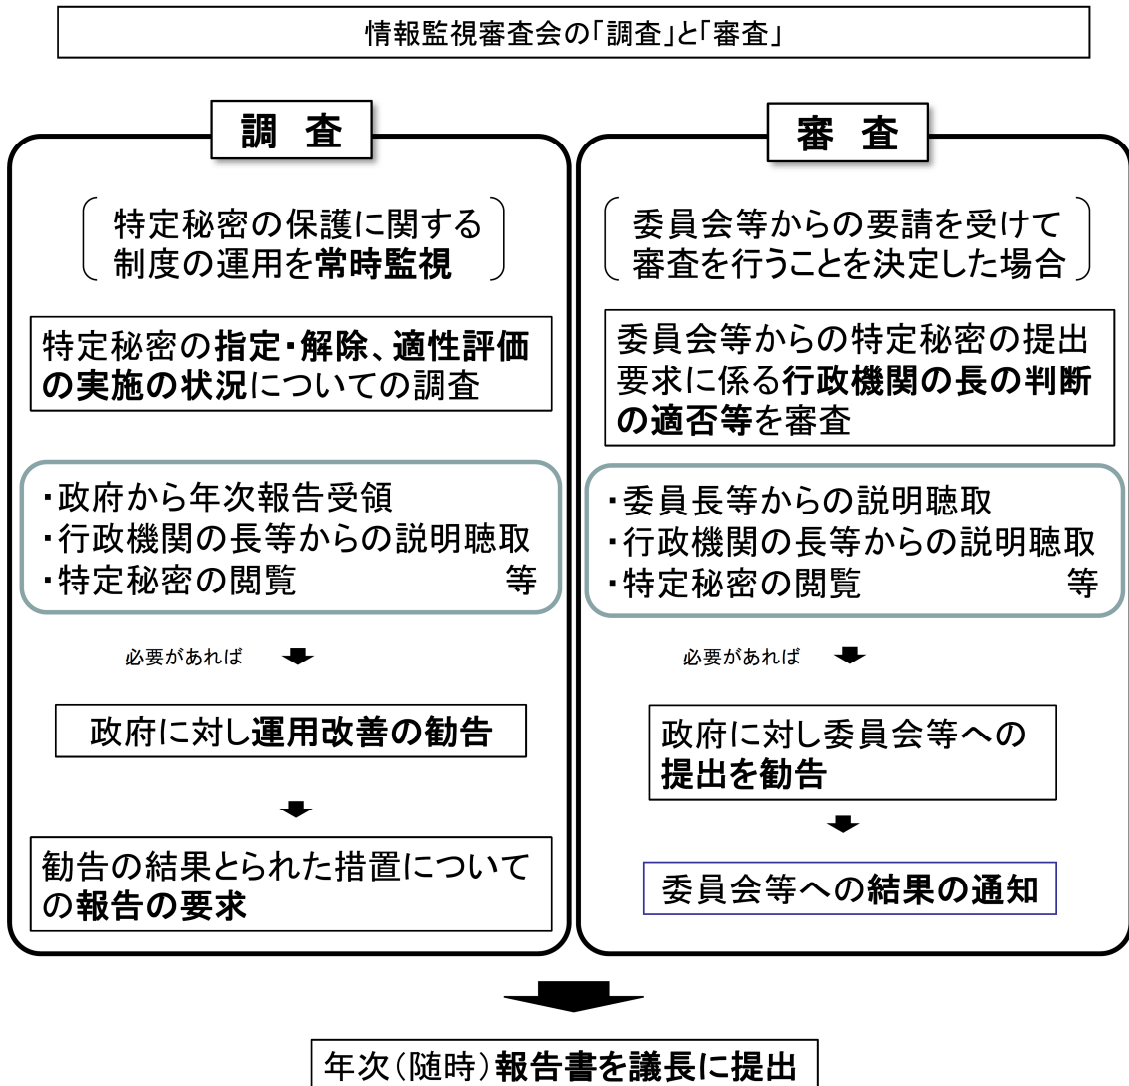 情報監視審査会の「調査」と「審査」
調 査
特定秘密の保護に関する
制度の運用を常時監視
特定秘密の指定・解除、適性評価
の実施の状況についての調査
・政府から年次報告受領
・行政機関の長等からの説明聴取
・特定秘密の閲覧 等
必要があれば
政府に対し運用改善の勧告
勧告の結果とられた措置について
の報告の要求
審 査
委員会等からの要請を受けて
審査を行うことを決定した場合
委員会等からの特定秘密の提出
要求に係る行政機関の長の判断
の適否等を審査
・委員長等からの説明聴取
・行政機関の長等からの説明聴取
・特定秘密の閲覧 等
必要があれば
政府に対し委員会等への
提出を勧告
委員会等への結果の通知
年次（随時）報告書を議長に提出